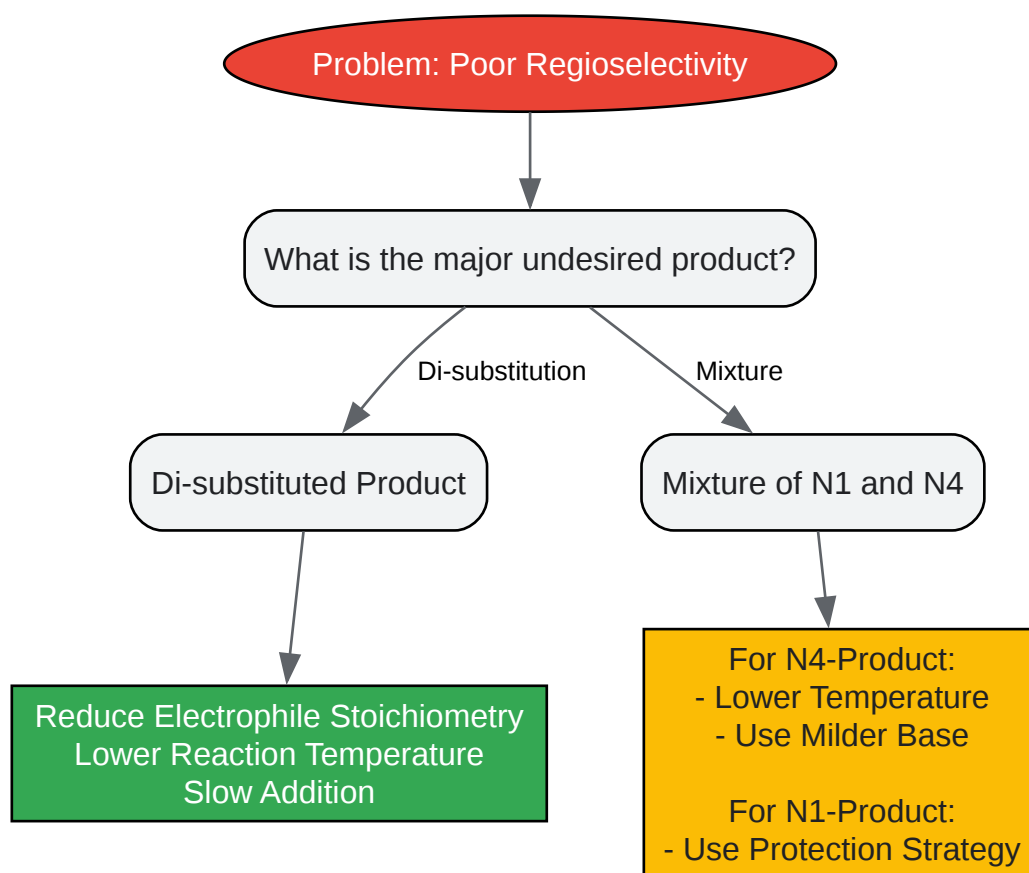 Problem: Poor Regioselectivity
What is the major undesired product?
Di-substitution
Mixture
Di-substituted Product
Mixture of N1 and N4
Reduce Electrophile Stoichiometry
Lower Reaction Temperature
Slow Addition
For N4-Product:
- Lower Temperature
- Use Milder Base
For N1-Product:
- Use Protection Strategy